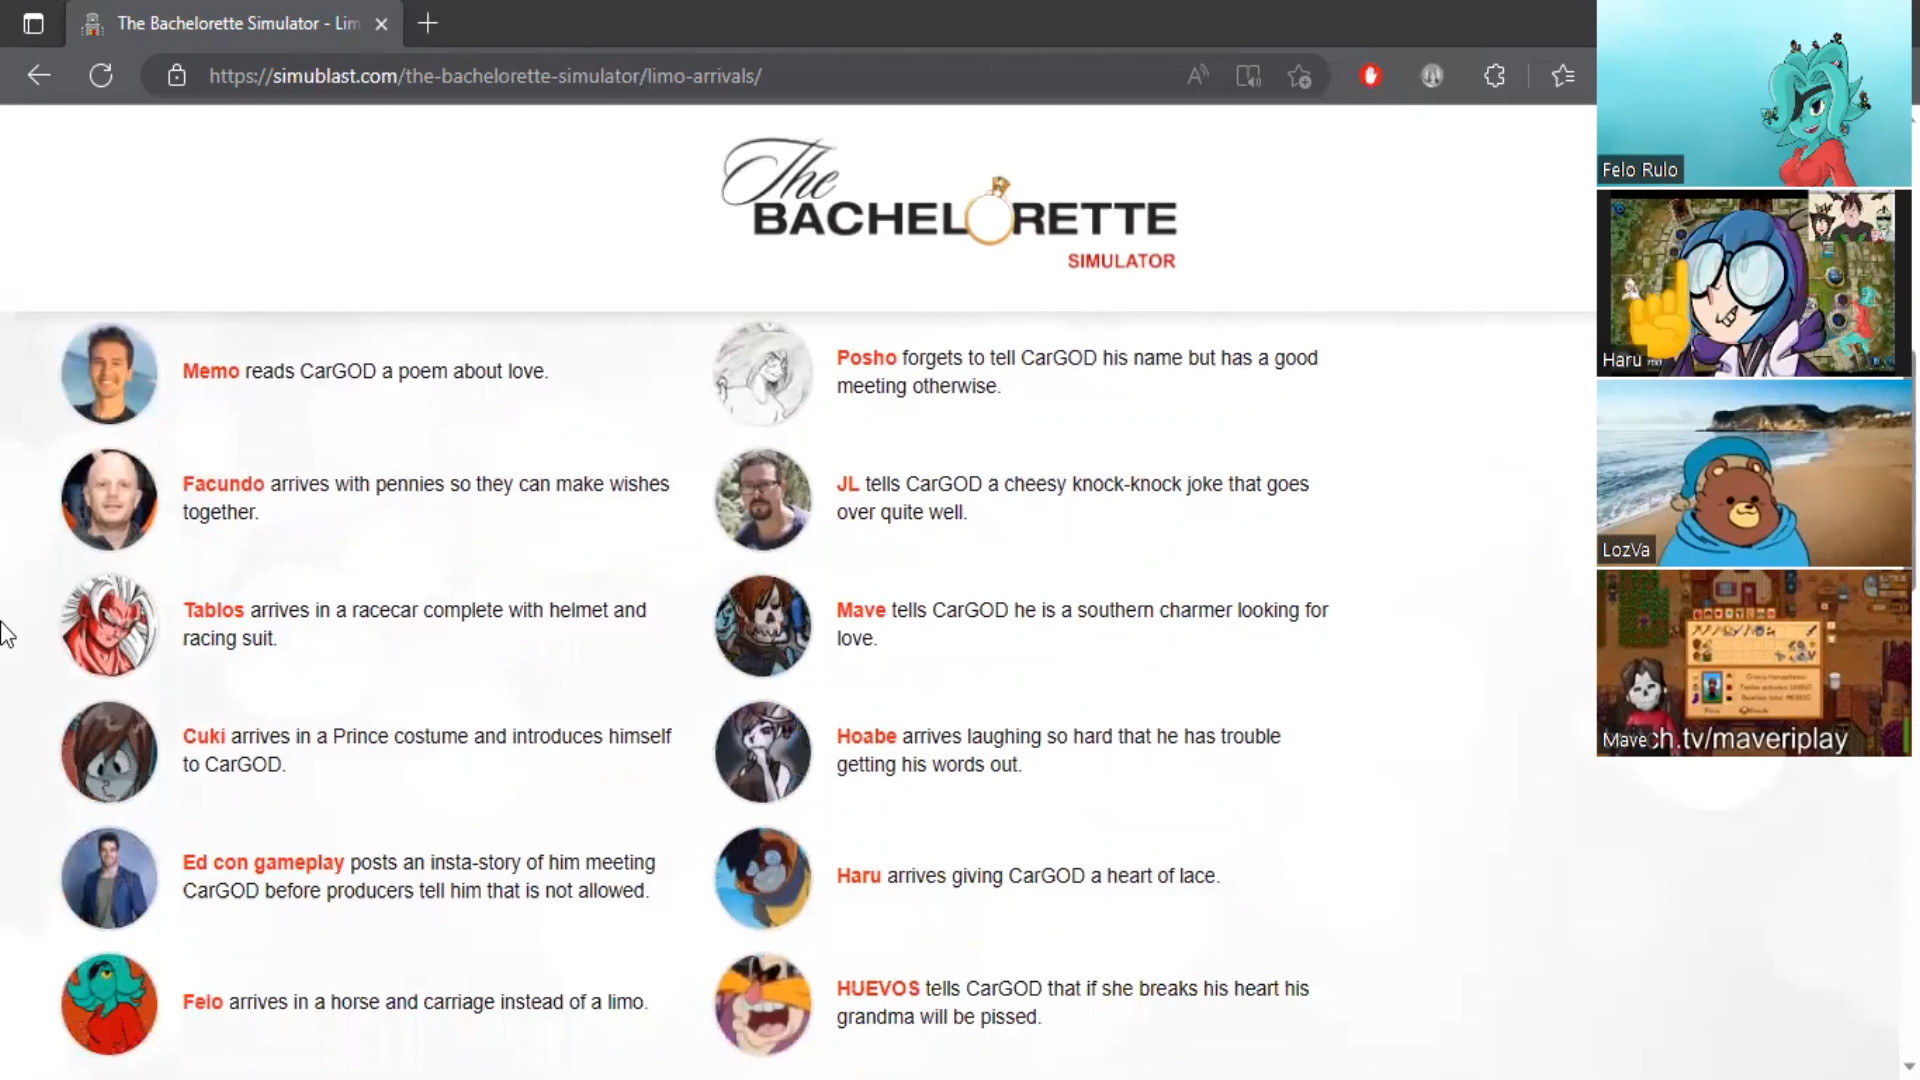 The Bachelorette Simulator - Lim
https://simublast.com/the-bachelorette-simulator/limo-arrivals/
The
BACHELORETTE
SIMULATOR
Memo reads CarGOD a poem about love.
Facundo arrives with pennies so they can make wishes
together.
Tablos arrives in a racecar complete with helmet and
racing suit.
Cuki arrives in a Prince costume and introduces himself
to CarGOD.
Ed con gameplay posts an insta-story of him meeting
CarGOD before producers tell him that is not allowed.
Felo arrives in a horse and carriage instead of a limo.
Posho forgets to tell CarGOD his name but has a good
meeting otherwise.
JL tells CarGOD a cheesy knock-knock joke that goes
over quite well.
Mave tells CarGOD he is a southern charmer looking for
love.
Hoabe arrives laughing so hard that he has trouble
getting his words out.
Haru arrives giving CarGOD a heart of lace.
HUEVOS tells CarGOD that if she breaks his heart his
grandma will be pissed.
Felo Rulo
Haru
LozVa
Mave
ch.tv/maveriplay